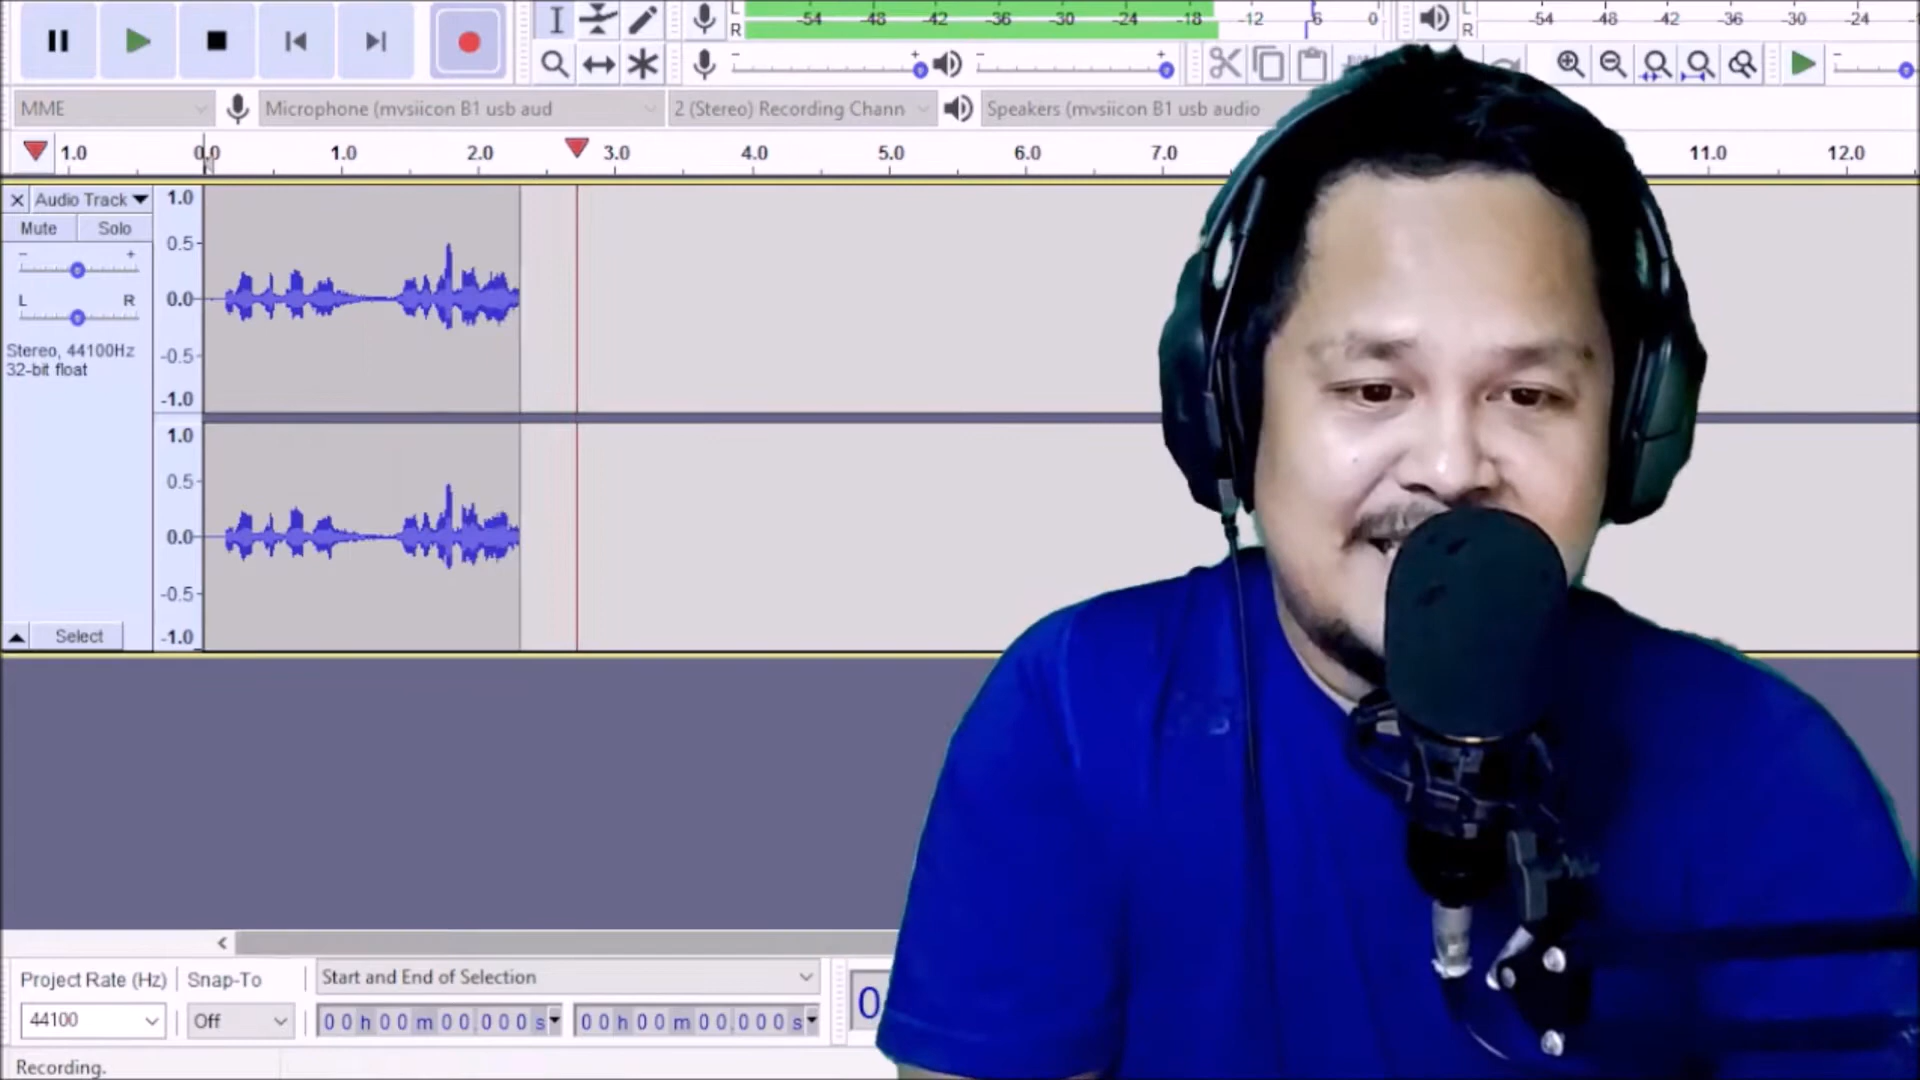 L -54 -48 -42 -36 -30 -24 -18 -12 6 0 L -54 -48 -42 -36 -30 -24
R R
- + - + -
MME Microphone (mvsiicon B1 usb aud 2 (Stereo) Recording Chann Speakers (mvsiicon B1 usb audio
1.0 0.0 1.0 2.0 3.0 4.0 5.0 6.0 7.0 11.0 12.0
Audio Track 1.0
Mute Solo
0.5
- +
L R 0.0
Stereo, 44100Hz
32-bit float -0.5
-1.0
1.0
0.5
0.0
-0.5
Select -1.0
Project Rate (Hz) Snap-To Start and End of Selection
44100 Off 00h00m00.000s 00h00m00.000s 0
Recording.